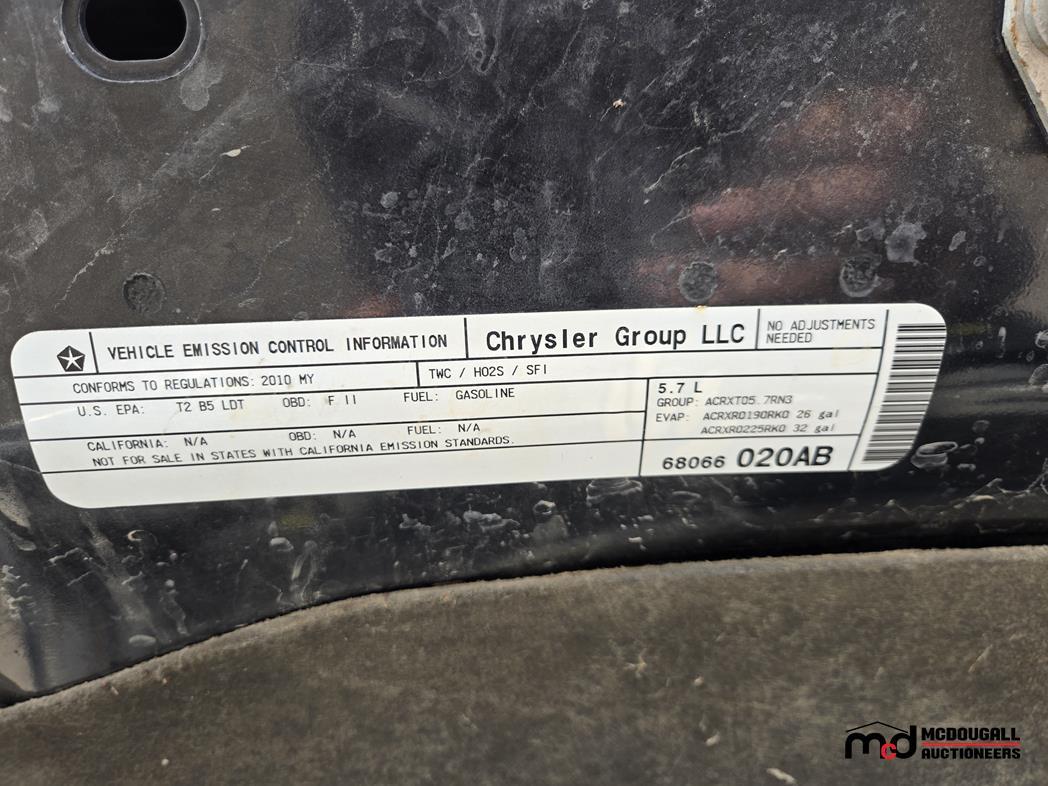 VEHICLE EMISSION CONTROL INFORMATION
Chrysler Group LLC
NO ADJUSTMENTS
NEEDED
CONFORMS TO REGULATIONS: 2010 MY
TWC / HO2S / SFI
U.S. EPA: T2 B5 LDT OBD: F II FUEL: GASOLINE
CALIFORNIA: N/A OBD: N/A FUEL: N/A
NOT FOR SALE IN STATES WITH CALIFORNIA EMISSION STANDARDS.
5.7 L
GROUP: ACRXT05.7RN3
EVAP: ACRXR0190RK0 26 gal
ACRXR0225RK0 32 gal
68066 020AB
mcd MCDOUGALL
AUCTIONEERS